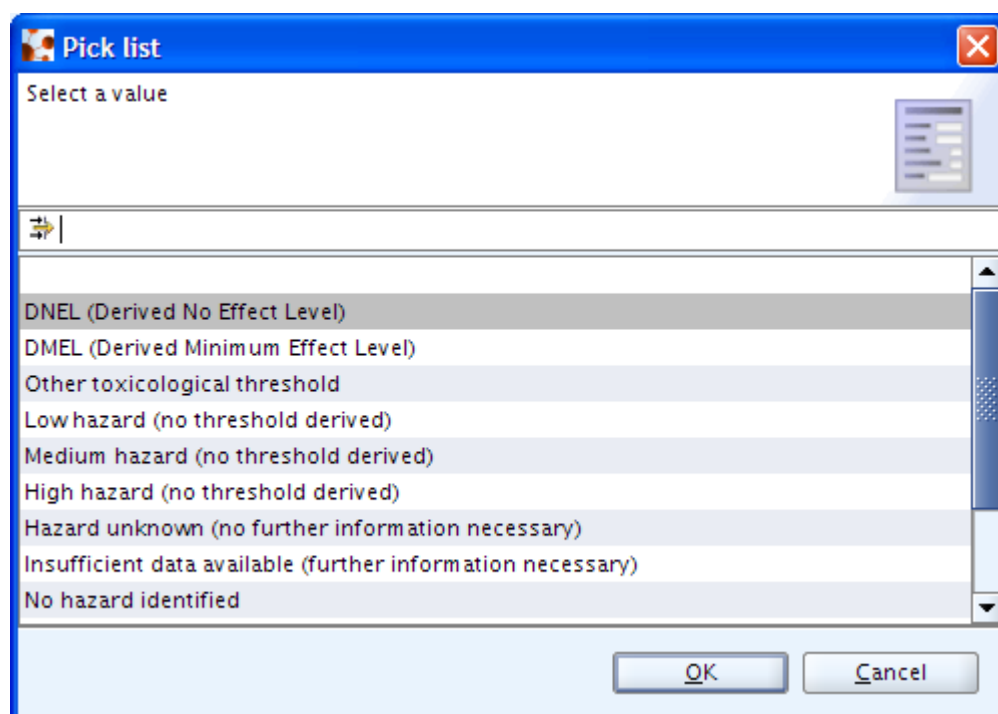 Pick list
Select a value
DNEL (Derived No Effect Level)
DMEL (Derived Minimum Effect Level)
Other toxicological threshold
Low hazard (no threshold derived)
Medium hazard (no threshold derived)
High hazard (no threshold derived)
Hazard unknown (no further information necessary)
Insufficient data available (further information necessary)
No hazard identified
OK
Cancel